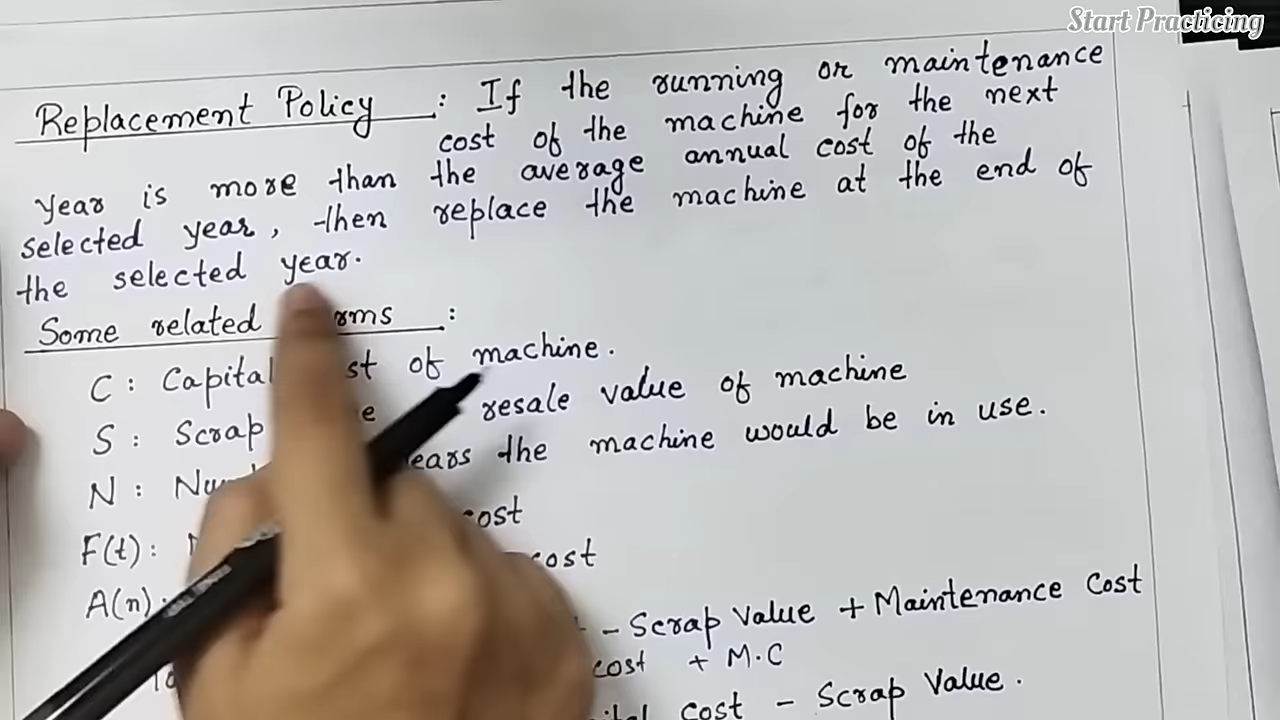 Start Practicing
Replacement Policy : If the running or maintenance
cost of the machine for the next
year is more than the average annual cost of the
selected year, then replace the machine at the end of
the selected year.
Some related :
C : Capital of machine.
S : Scrap resale value of machine
N : the machine would be in use.
F(t) : cost
A(n) : cost
- Scrap Value + Maintenance Cost
cost + M.C
cost - Scrap Value.